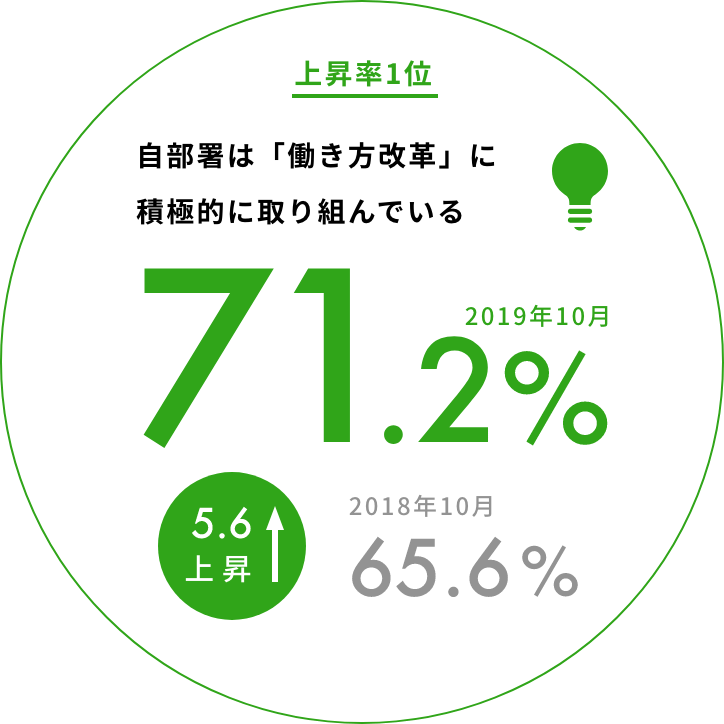 上昇率1位
自部署は「働き方改革」に
積極的に取り組んでいる
2019年10月
71.2%
5.6
上昇
2018年10月
65.6%